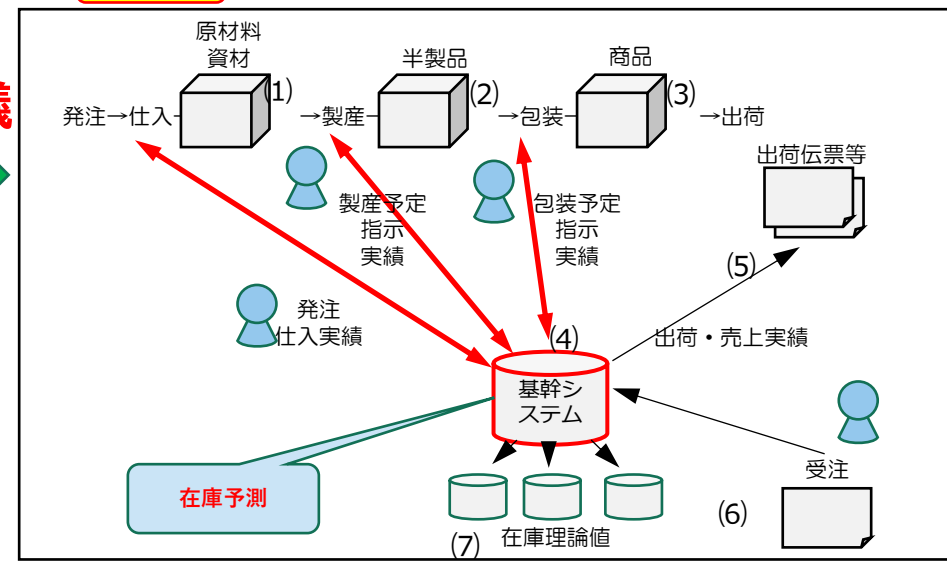 原材料
資材
(1)
半製品
(2)
商品
(3)
発注→仕入
→製産
→包装
→出荷
出荷伝票等
製産予定
指示
実績
包装予定
指示
実績
(5)
発注
仕入実績
(4)
出荷・売上実績
基幹シ
ステム
受注
在庫予測
(6)
在庫理論値
(7)